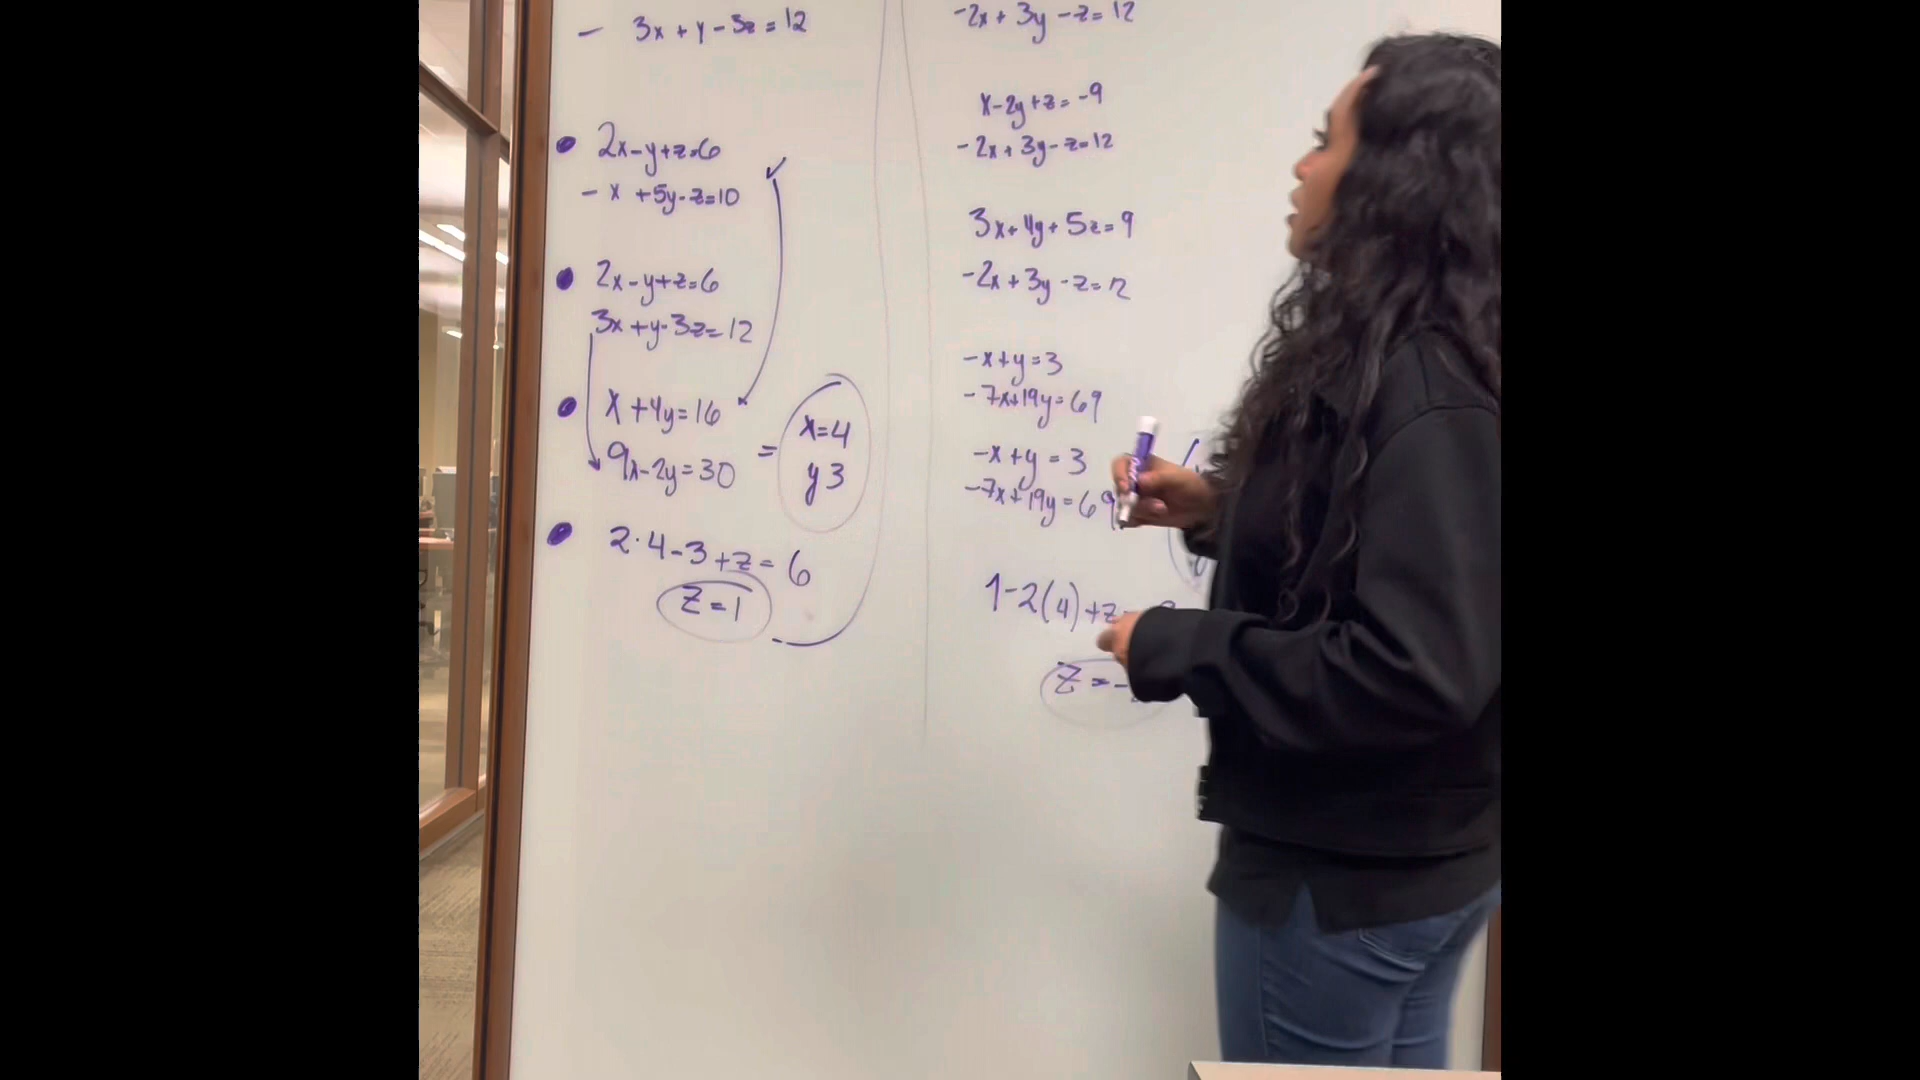 - 3x + y - 3z = 12
2x - y + z = 6
- x + 5y - z = 10
2x - y + z = 6
3x + y - 3z = 12
x + 4y = 16
9x - 2y = 30
= x = 4
y 3
2 · 4 - 3 + z = 6
z = 1
-2x + 3y - z = 12
x - 2y + z = -9
-2x + 3y - z = 12
3x + 4y + 5z = 9
-2x + 3y - z = 12
-x + y = 3
-7x + 19y = 69
-x + y = 3
-7x + 19y = 69
1 - 2(4) + z
z = -